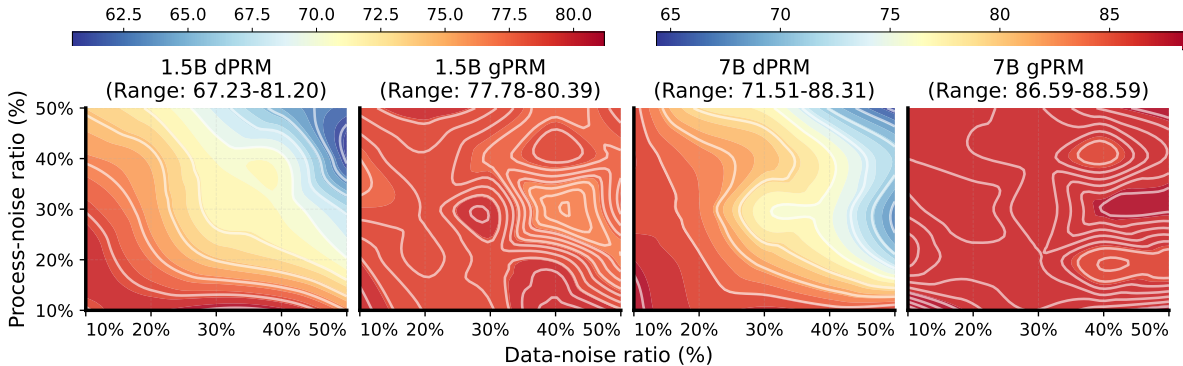 62.5 65.0 67.5 70.0 72.5 75.0 77.5 80.0
65 70 75 80 85
1.5B dPRM
(Range: 67.23-81.20)
1.5B gPRM
(Range: 77.78-80.39)
7B dPRM
(Range: 71.51-88.31)
7B gPRM
(Range: 86.59-88.59)
Process-noise ratio (%)
50%
40%
30%
20%
10%
10% 20% 30% 40% 50%
10% 20% 30% 40% 50%
10% 20% 30% 40% 50%
10% 20% 30% 40% 50%
Data-noise ratio (%)